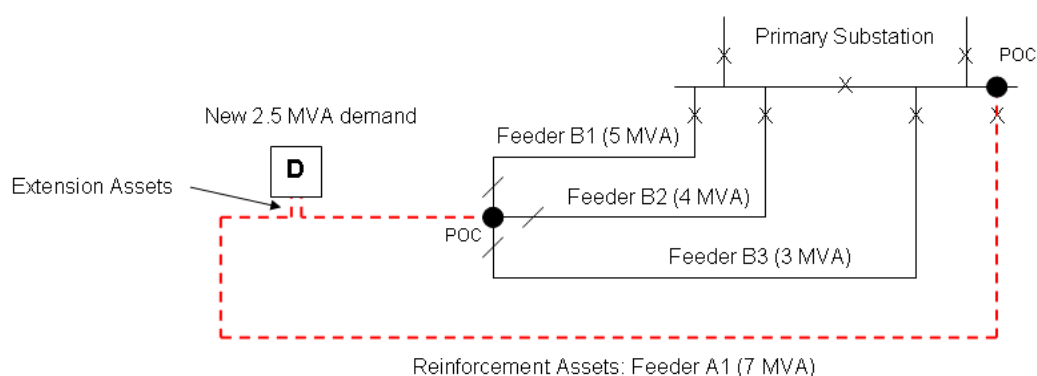 Primary Substation
POC
New 2.5 MVA demand
Feeder B1 (5 MVA)
D
Extension Assets
Feeder B2 (4 MVA)
POC
Feeder B3 (3 MVA)
Reinforcement Assets: Feeder A1 (7 MVA)